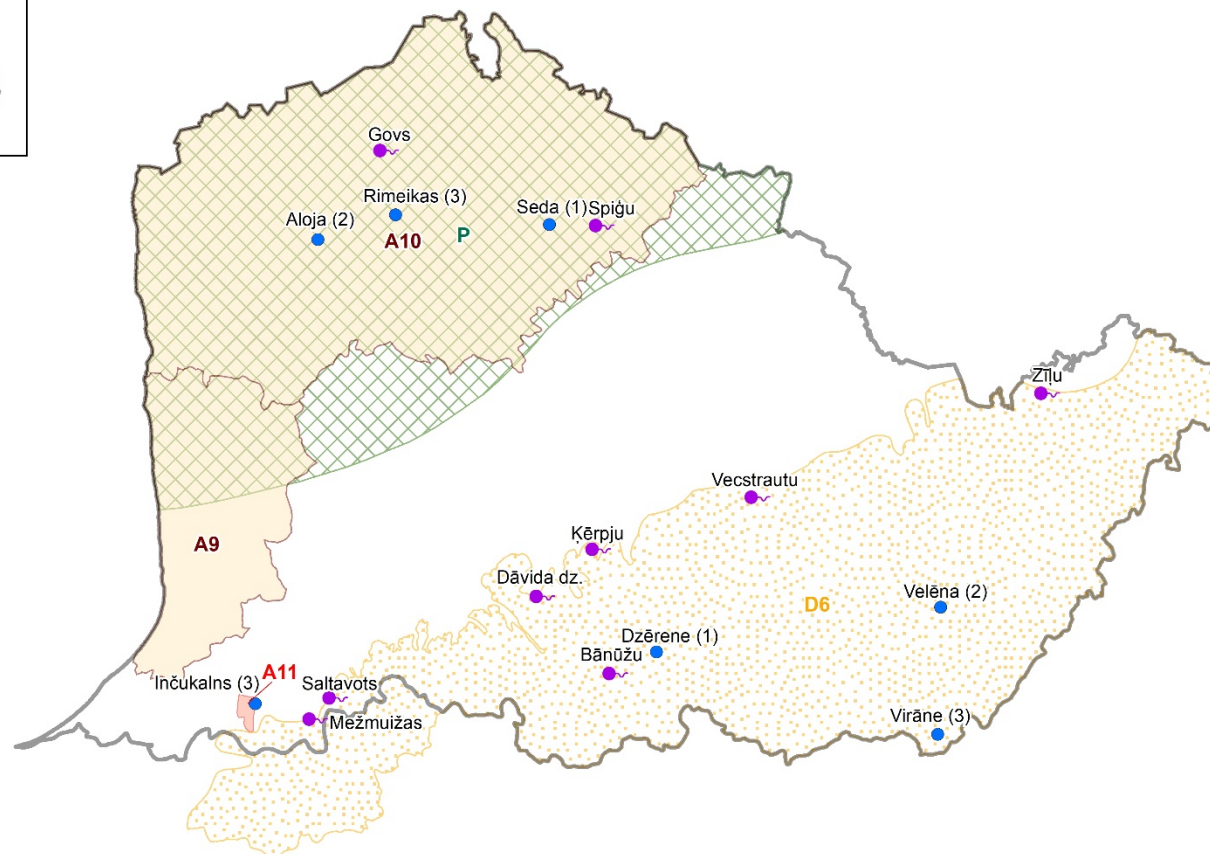 Govs
Rimeikas (3)
Aloja (2)
Seda (1)
Spiģu
A10
P
Zīļu
Vecstrautu
Ķērpju
A9
Dāvida dz.
Velēna (2)
D6
Dzērene (1)
Bānūžu
A11
Inčukalns (3)
Saltavots
Mežmuižas
Virāne (3)